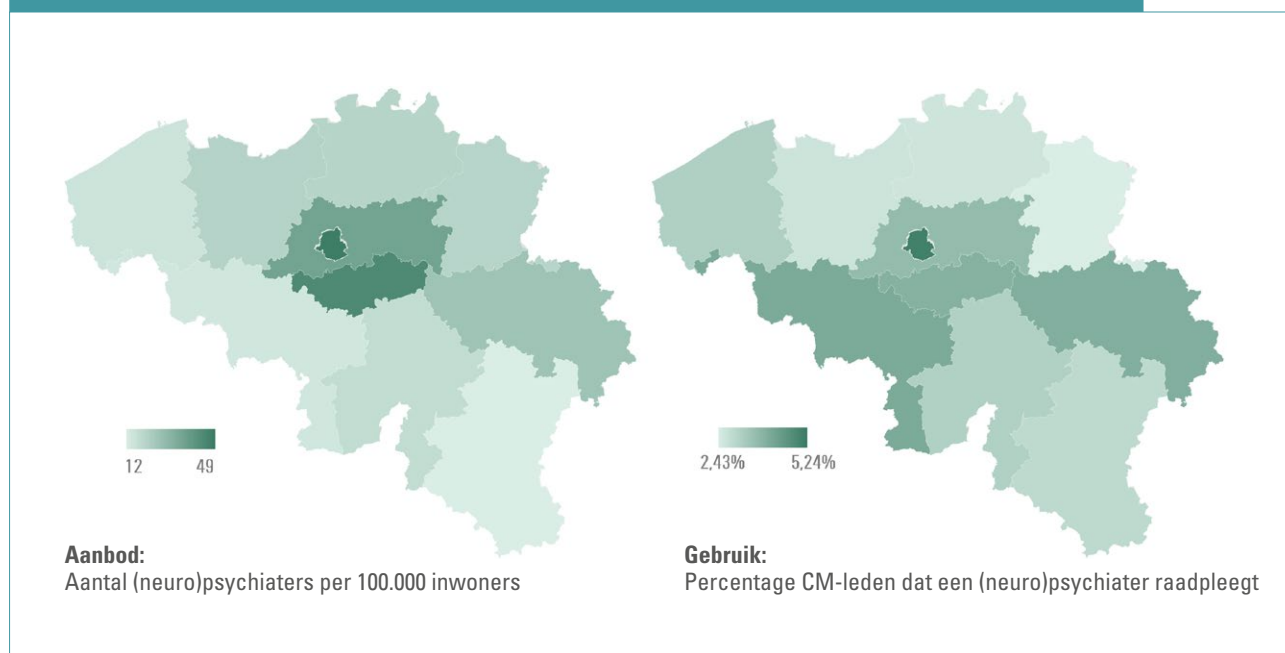 12 49
2,43% 5,24%
Aanbod:
Aantal (neuro)psychiaters per 100.000 inwoners
Gebruik:
Percentage CM-leden dat een (neuro)psychiater raadpleegt